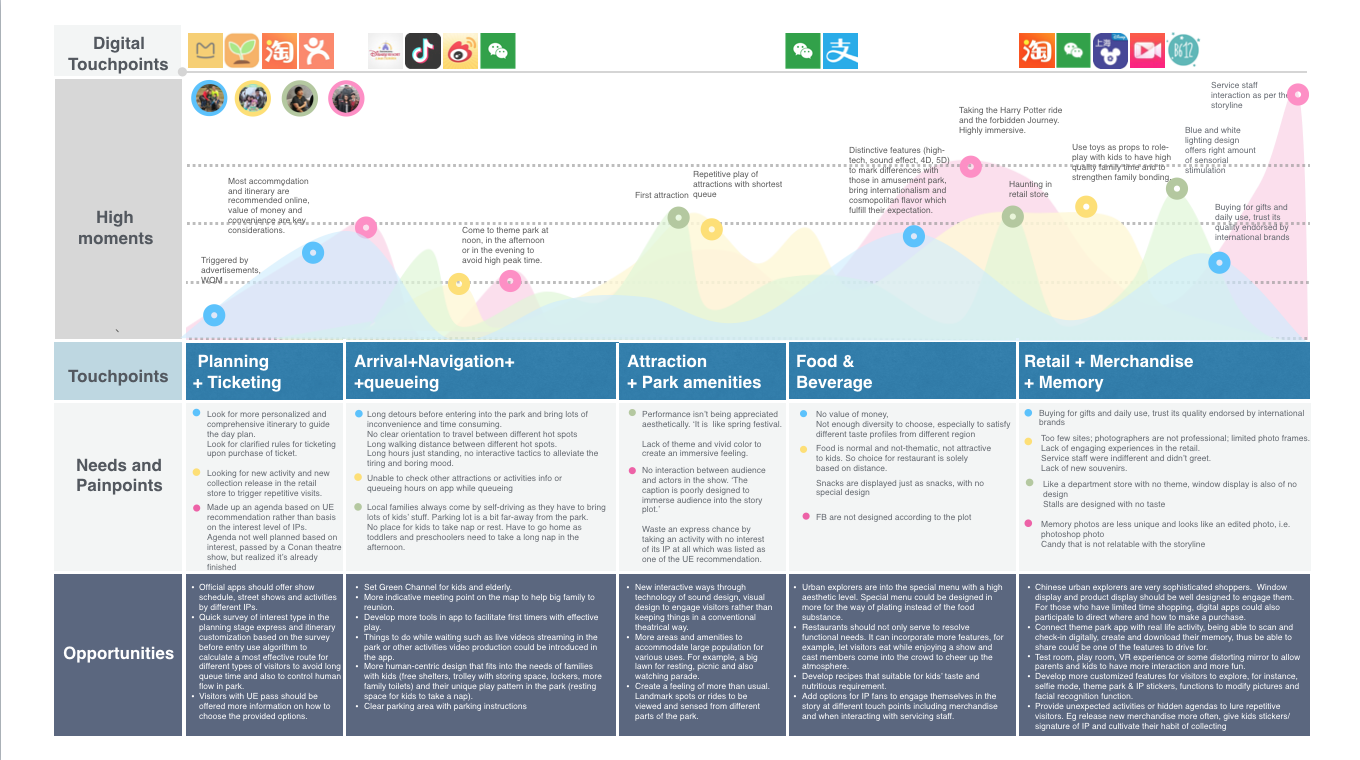 Digital
Touchpoints
淘
淘
上海
B612
支
High
moments
`
Triggered by
advertisements,
WOM
Most accommodation
and itinerary are
recommended online,
value of money and
convenience are key
considerations.
Come to theme park at
noon, in the afternoon
or in the evening to
avoid high peak time.
First attraction
Repetitive play of
attractions with shortest
queue
Distinctive features (high-
tech, sound effect, 4D, 5D)
to mark differences with
those in amusement park,
bring internationalism and
cosmopolitan flavor which
fulfill their expectation.
Taking the Harry Potter ride
and the forbidden Journey.
Highly immersive.
Haunting in
retail store
Use toys as props to role-
play with kids to have high
quality family time and to
strengthen family bonding.
Blue and white
lighting design
offers right amount
of sensorial
stimulation
Service staff
interaction as per the
storyline
Buying for gifts and
daily use, trust its
quality endorsed by
international brands
Touchpoints
Planning
+ Ticketing
Arrival+Navigation+
+queueing
Attraction
+ Park amenities
Food &
Beverage
Retail + Merchandise
+ Memory
Needs and
Painpoints
Look for more personalized and
comprehensive itinerary to guide
the day plan.
Look for clarified rules for ticketing
upon purchase of ticket.
Looking for new activity and new
collection release in the retail
store to trigger repetitive visits.
Made up an agenda based on UE
recommendation rather than basis
on the interest level of IPs.
Agenda not well planned based on
interest, passed by a Conan theatre
show, but realized it's already
finished
Long detours before entering into the park and bring lots of
inconvenience and time consuming.
No clear orientation to travel between different hot spots
Long walking distance between different hot spots.
Long hours just standing, no interactive tactics to alleviate the
tiring and boring mood.
Unable to check other attractions or activities info or
queueing hours on app while queueing
Local families always come by self-driving as they have to bring
lots of kids' stuff. Parking lot is a bit far-away from the park.
No place for kids to take nap or rest. Have to go home as
toddlers and preschoolers need to take a long nap in the
afternoon.
Performance isn't being appreciated
aesthetically. 'It is  like spring festival.
Lack of theme and vivid color to
create an immersive feeling.
No interaction between audience
and actors in the show. 'The
caption is poorly designed to
immerse audience into the story
plot.'
Waste an express chance by
taking an activity with no interest
of its IP at all which was listed as
one of the UE recommendation.
No value of money,
Not enough diversity to choose, especially to satisfy
different taste profiles from different region
Food is normal and not-thematic, not attractive
to kids. So choice for restaurant is solely
based on distance.
Snacks are displayed just as snacks, with no
special design
FB are not designed according to the plot
Buying for gifts and daily use, trust its quality endorsed by international
brands
Too few sites; photographers are not professional; limited photo frames.
Lack of engaging experiences in the retail.
Service staff were indifferent and didn't greet.
Lack of new souvenirs.
Like a department store with no theme, window display is also of no
design
Stalls are designed with no taste
Memory photos are less unique and looks like an edited photo, i.e.
photoshop photo
Candy that is not relatable with the storyline
Opportunities
• Official apps should offer show
schedule, street shows and activities
by different IPs.
• Quick survey of interest type in the
planning stage express and itinerary
customization based on the survey
before entry use algorithm to
calculate a most effective route for
different types of visitors to avoid long
queue time and also to control human
flow in park.
• Visitors with UE pass should be
offered more information on how to
choose the provided options.
• Set Green Channel for kids and elderly.
• More indicative meeting point on the map to help big family to
reunion.
• Develop more tools in app to facilitate first timers with effective
play.
• Things to do while waiting such as live videos streaming in the
park or other activities video production could be introduced in
the app.
• More human-centric design that fits into the needs of families
with kids (free shelters, trolley with storing space, lockers, more
family toilets) and their unique play pattern in the park (resting
space for kids to take a nap).
• Clear parking area with parking instructions
• New interactive ways through
technology of sound design, visual
design to engage visitors rather than
keeping things in a conventional
theatrical way.
• More areas and amenities to
accommodate large population for
various uses. For example, a big
lawn for resting, picnic and also
watching parade.
• Create a feeling of more than usual.
Landmark spots or rides to be
viewed and sensed from different
parts of the park.
• Urban explorers are into the special menu with a high
aesthetic level. Special menu could be designed in
more for the way of plating instead of the food
substance.
• Restaurants should not only serve to resolve
functional needs. It can incorporate more features, for
example, let visitors eat while enjoying a show and
cast members come into the crowd to cheer up the
atmosphere.
• Develop recipes that suitable for kids' taste and
nutritious requirement.
• Add options for IP fans to engage themselves in the
story at different touch points including merchandise
and when interacting with servicing staff.
• Chinese urban explorers are very sophisticated shoppers.  Window
display and product display should be well designed to engage them.
For those who have limited time shopping, digital apps could also
participate to direct where and how to make a purchase.
• Connect theme park app with real life activity, being able to scan and
check-in digitally, create and download their memory, thus be able to
share could be one of the features to drive for.
• Test room, play room, VR experience or some distorting mirror to allow
parents and kids to have more interaction and more fun.
• Develop more customized features for visitors to explore, for instance,
selfie mode, theme park & IP stickers, functions to modify pictures and
facial recognition function.
• Provide unexpected activities or hidden agendas to lure repetitive
visitors. Eg release new merchandise more often, give kids stickers/
signature of IP and cultivate their habit of collecting